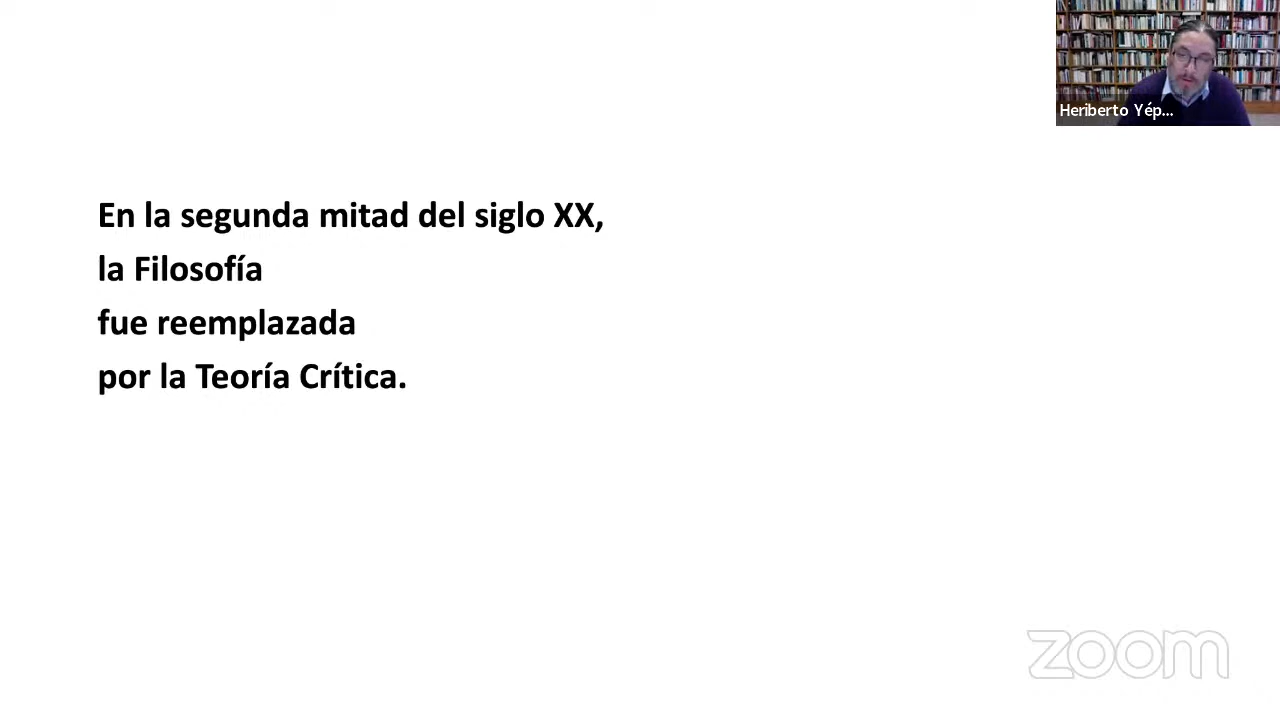 Heriberto Yép...
En la segunda mitad del siglo XX,
la Filosofía
fue reemplazada
por la Teoría Crítica.
zoom